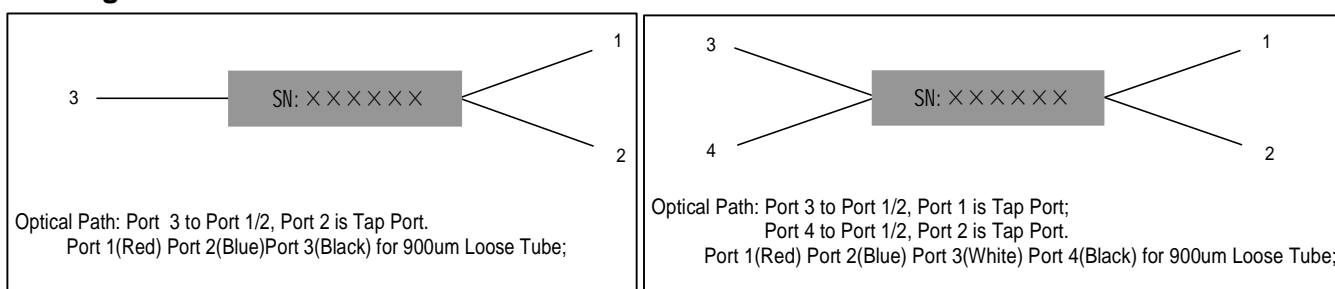 1
3
SN: ××××××
2
Optical Path: Port 3 to Port 1/2, Port 2 is Tap Port.
Port 1(Red) Port 2(Blue)Port 3(Black) for 900um Loose Tube;
3
1
SN: ××××××
4
2
Optical Path: Port 3 to Port 1/2, Port 1 is Tap Port;
Port 4 to Port 1/2, Port 2 is Tap Port.
Port 1(Red) Port 2(Blue) Port 3(White) Port 4(Black) for 900um Loose Tube;